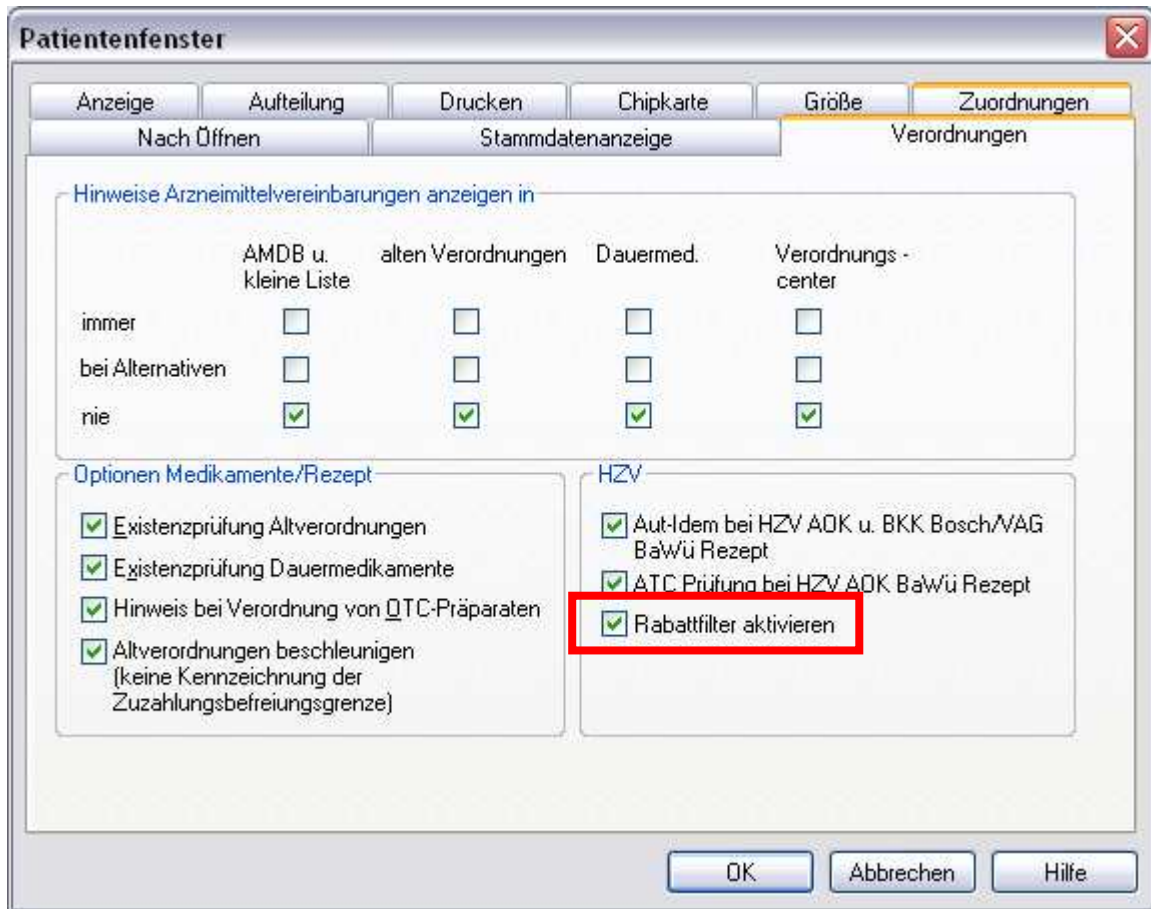 Patientenfenster
Anzeige Aufteilung Drucken Chipkarte Größe Zuordnungen
Nach Öffnen Stammdatenanzeige Verordnungen
Hinweise Arzneimittelvereinbarungen anzeigen in
AMDB u. alten Verordnungen Dauermed. Verordnungs -
kleine Liste center
immer
bei Alternativen
nie
Optionen Medikamente/Rezept
Existenzprüfung Altverordnungen
Existenzprüfung Dauermedikamente
Hinweis bei Verordnung von OTC-Präparaten
Altverordnungen beschleunigen
(keine Kennzeichnung der
Zuzahlungsbefreiungsgrenze)
HZV
Aut-Idem bei HZV AOK u. BKK Bosch/VAG
BaWü Rezept
ATC Prüfung bei HZV AOK BaWü Rezept
Rabattfilter aktivieren
OK Abbrechen Hilfe